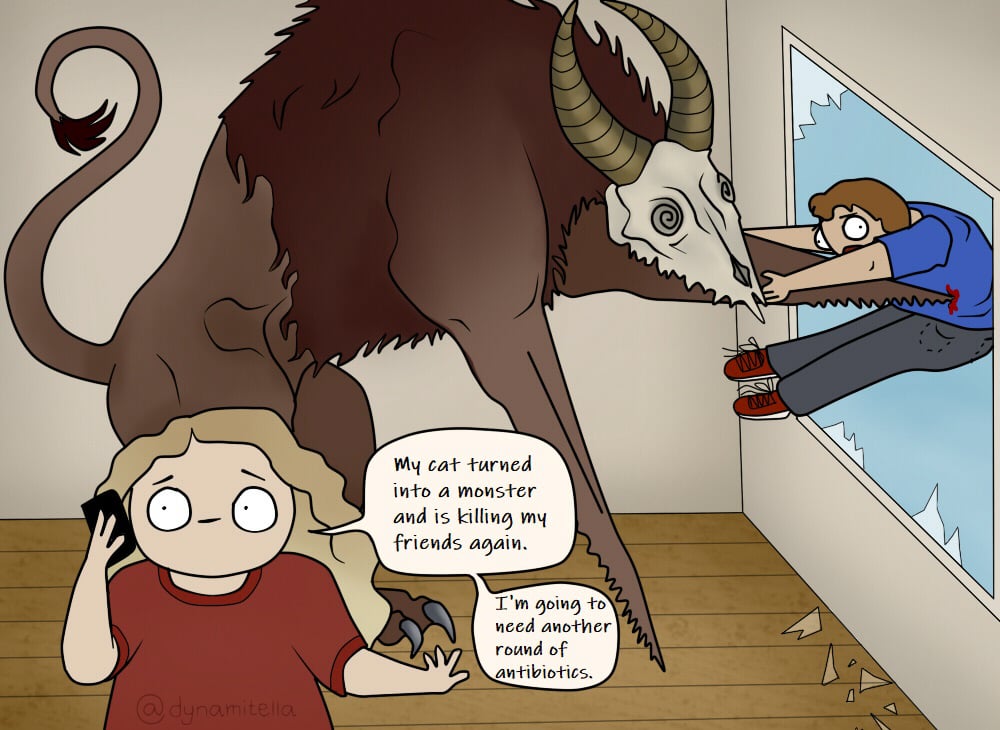 My cat turned
into a monster
and is killing my
friends again.
I'm going to
need another
round of
antibiotics.
@dynamitella